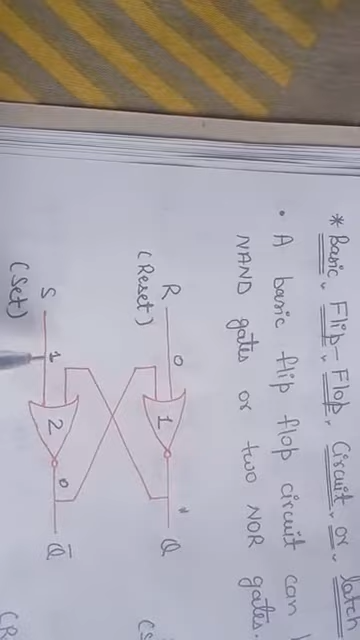 * Basic Flip-Flop Circuit or latch
• A basic flip flop circuit can
NAND gates or two NOR gates
R
(Reset)
0
1
Q
S
(Set)
1
2
0
Q̅